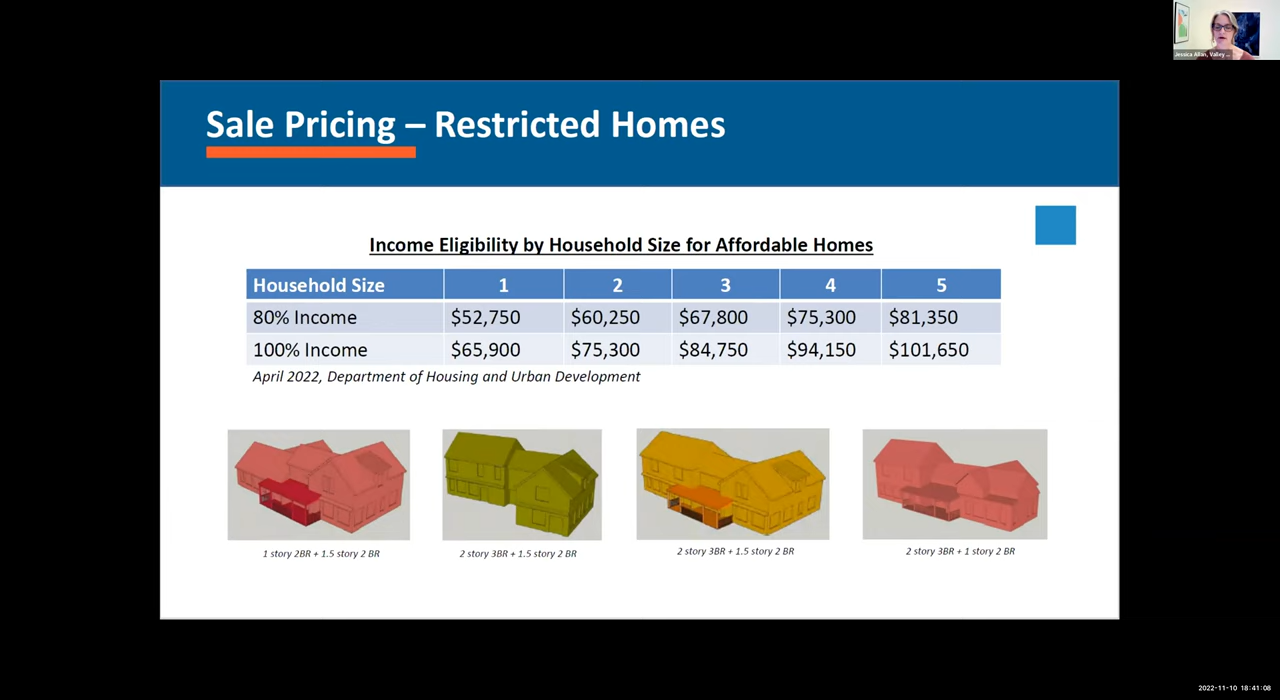 Jessica Allan, Valley ...
Sale Pricing – Restricted Homes
Income Eligibility by Household Size for Affordable Homes
Household Size 1 2 3 4 5
80% Income $52,750 $60,250 $67,800 $75,300 $81,350
100% Income $65,900 $75,300 $84,750 $94,150 $101,650
April 2022, Department of Housing and Urban Development
1 story 2BR + 1.5 story 2 BR
2 story 3BR + 1.5 story 2 BR
2 story 3BR + 1.5 story 2 BR
2 story 3BR + 1 story 2 BR
2022-11-10 18:41:08